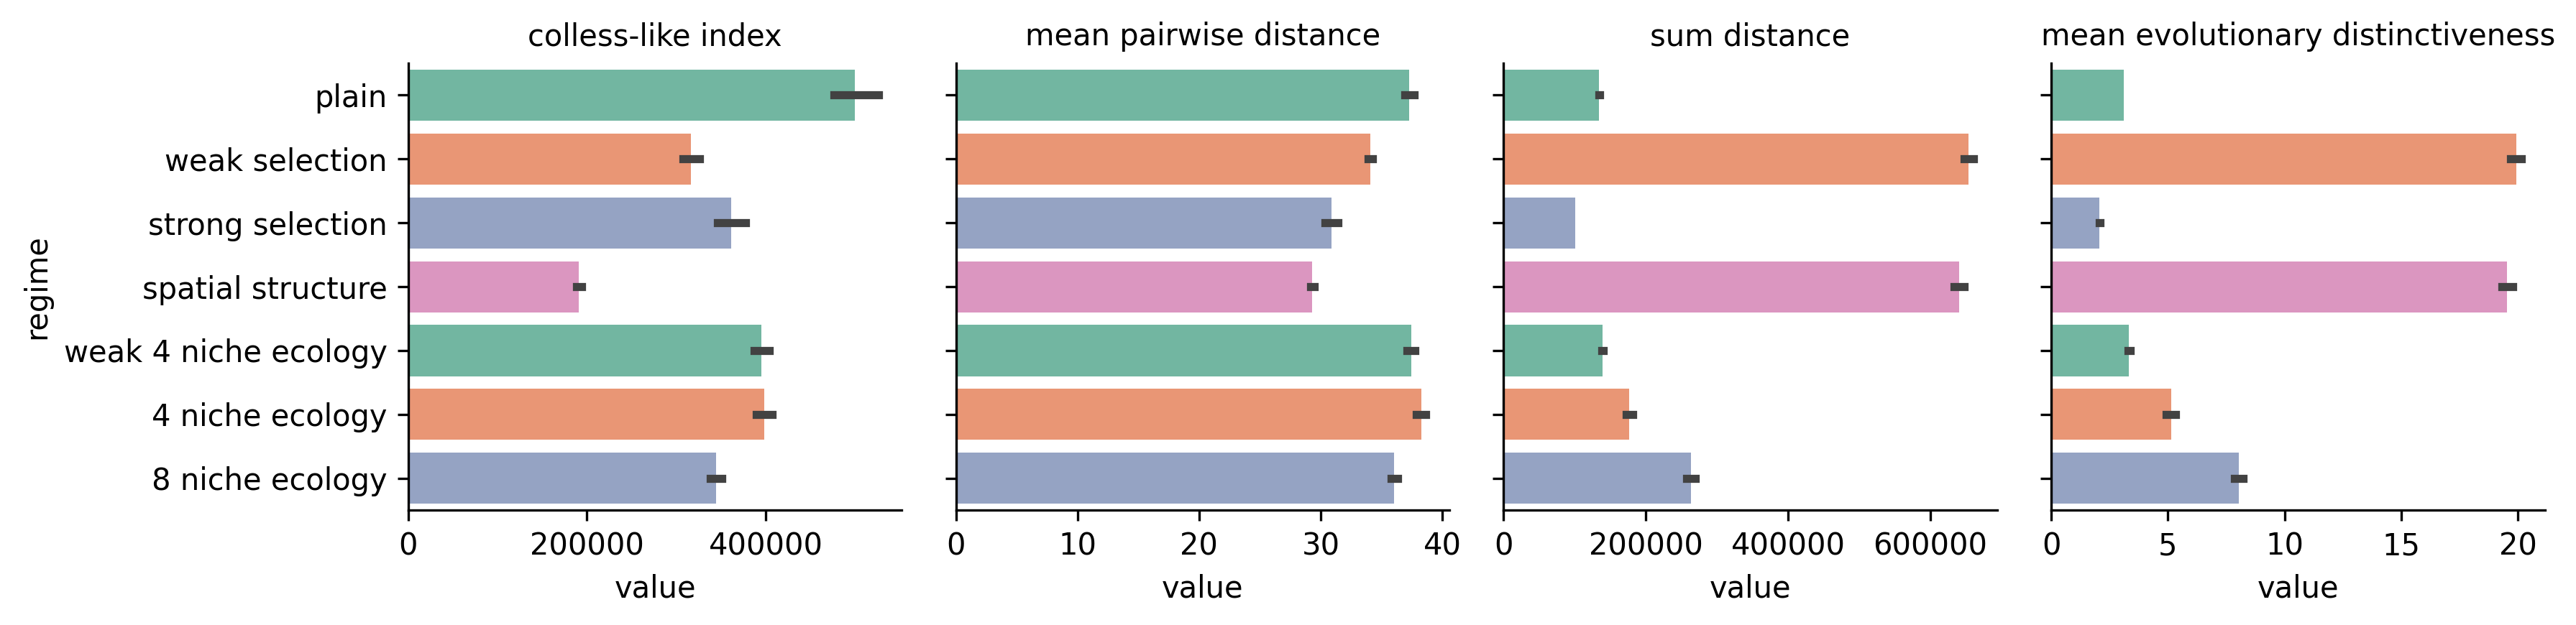 colless-like index
mean pairwise distance
sum distance
mean evolutionary distinctiveness
regime
plain
weak selection
strong selection
spatial structure
weak 4 niche ecology
4 niche ecology
8 niche ecology
0 200000 400000
0 10 20 30 40
0 200000 400000 600000
0 5 10 15 20
value
value
value
value